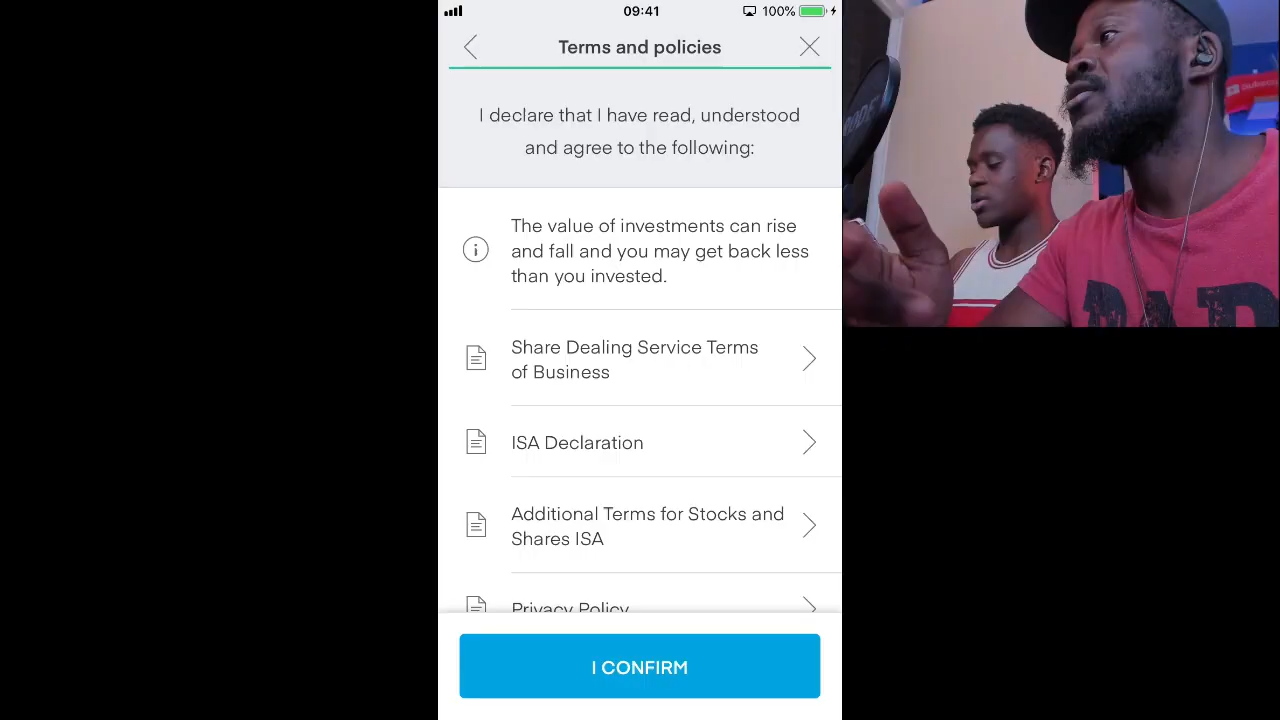 09:41
100%
Terms and policies
I declare that I have read, understood
and agree to the following:
The value of investments can rise
and fall and you may get back less
than you invested.
Share Dealing Service Terms
of Business
ISA Declaration
Additional Terms for Stocks and
Shares ISA
Privacy Policy
I CONFIRM